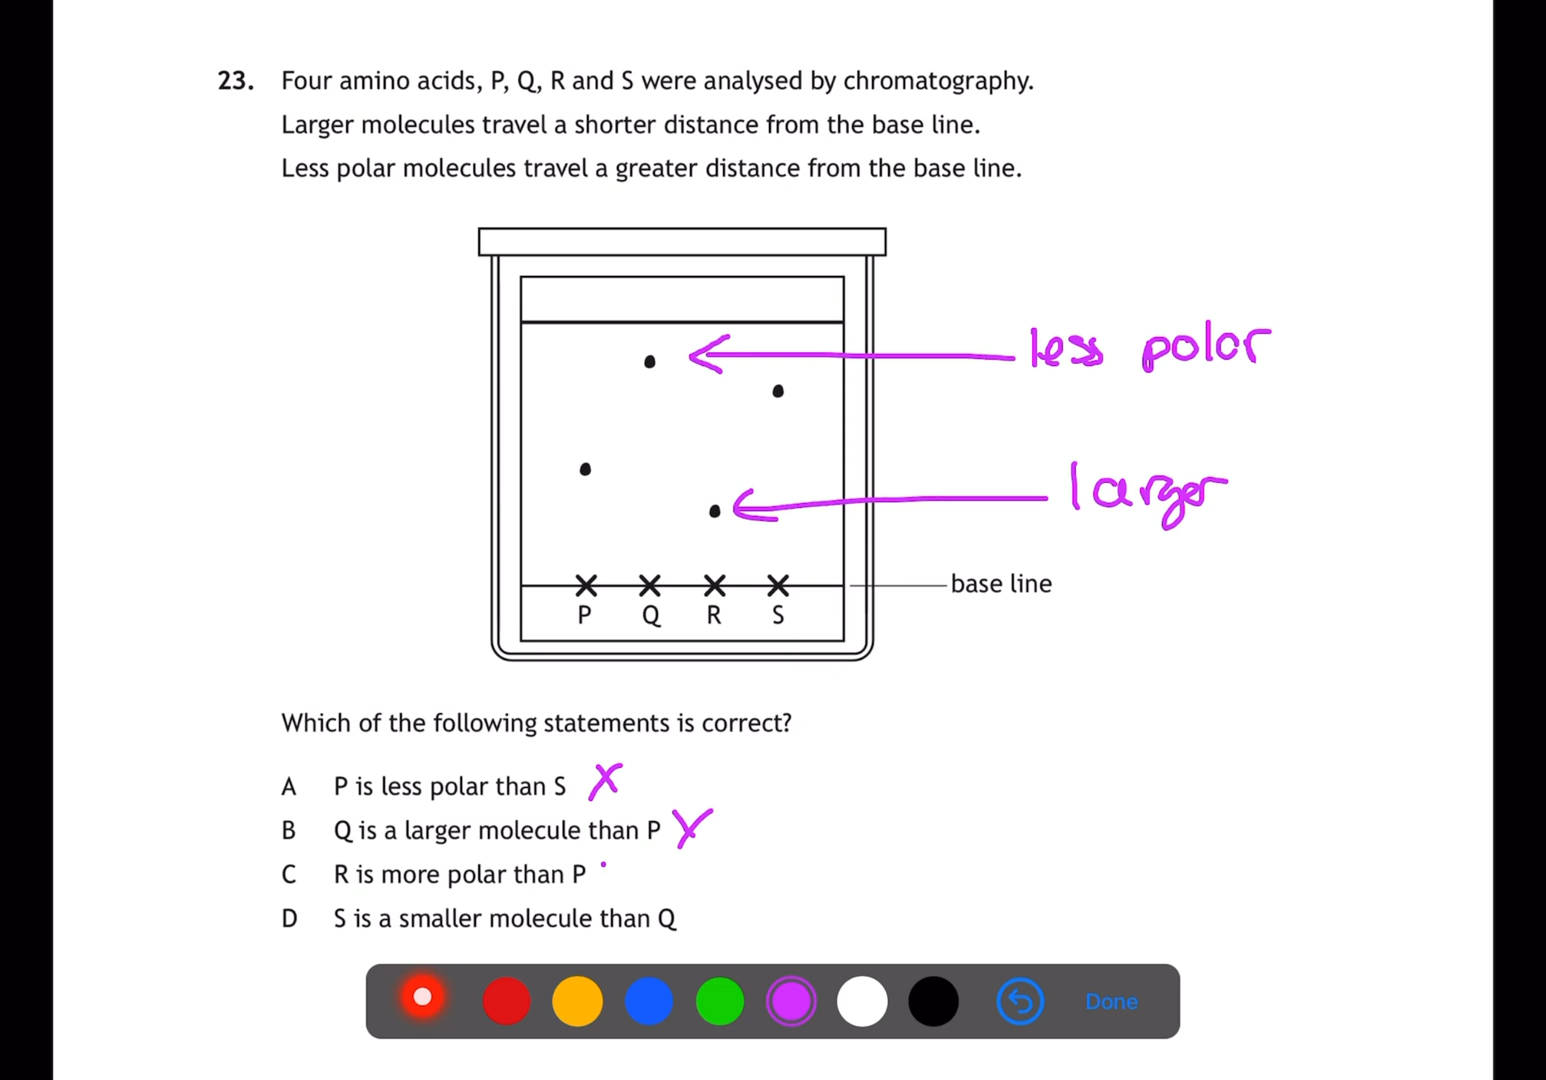 23. Four amino acids, P, Q, R and S were analysed by chromatography.
Larger molecules travel a shorter distance from the base line.
Less polar molecules travel a greater distance from the base line.
less polar
larger
base line
P Q R S
Which of the following statements is correct?
A P is less polar than S X
B Q is a larger molecule than P X
C R is more polar than P
D S is a smaller molecule than Q
Done